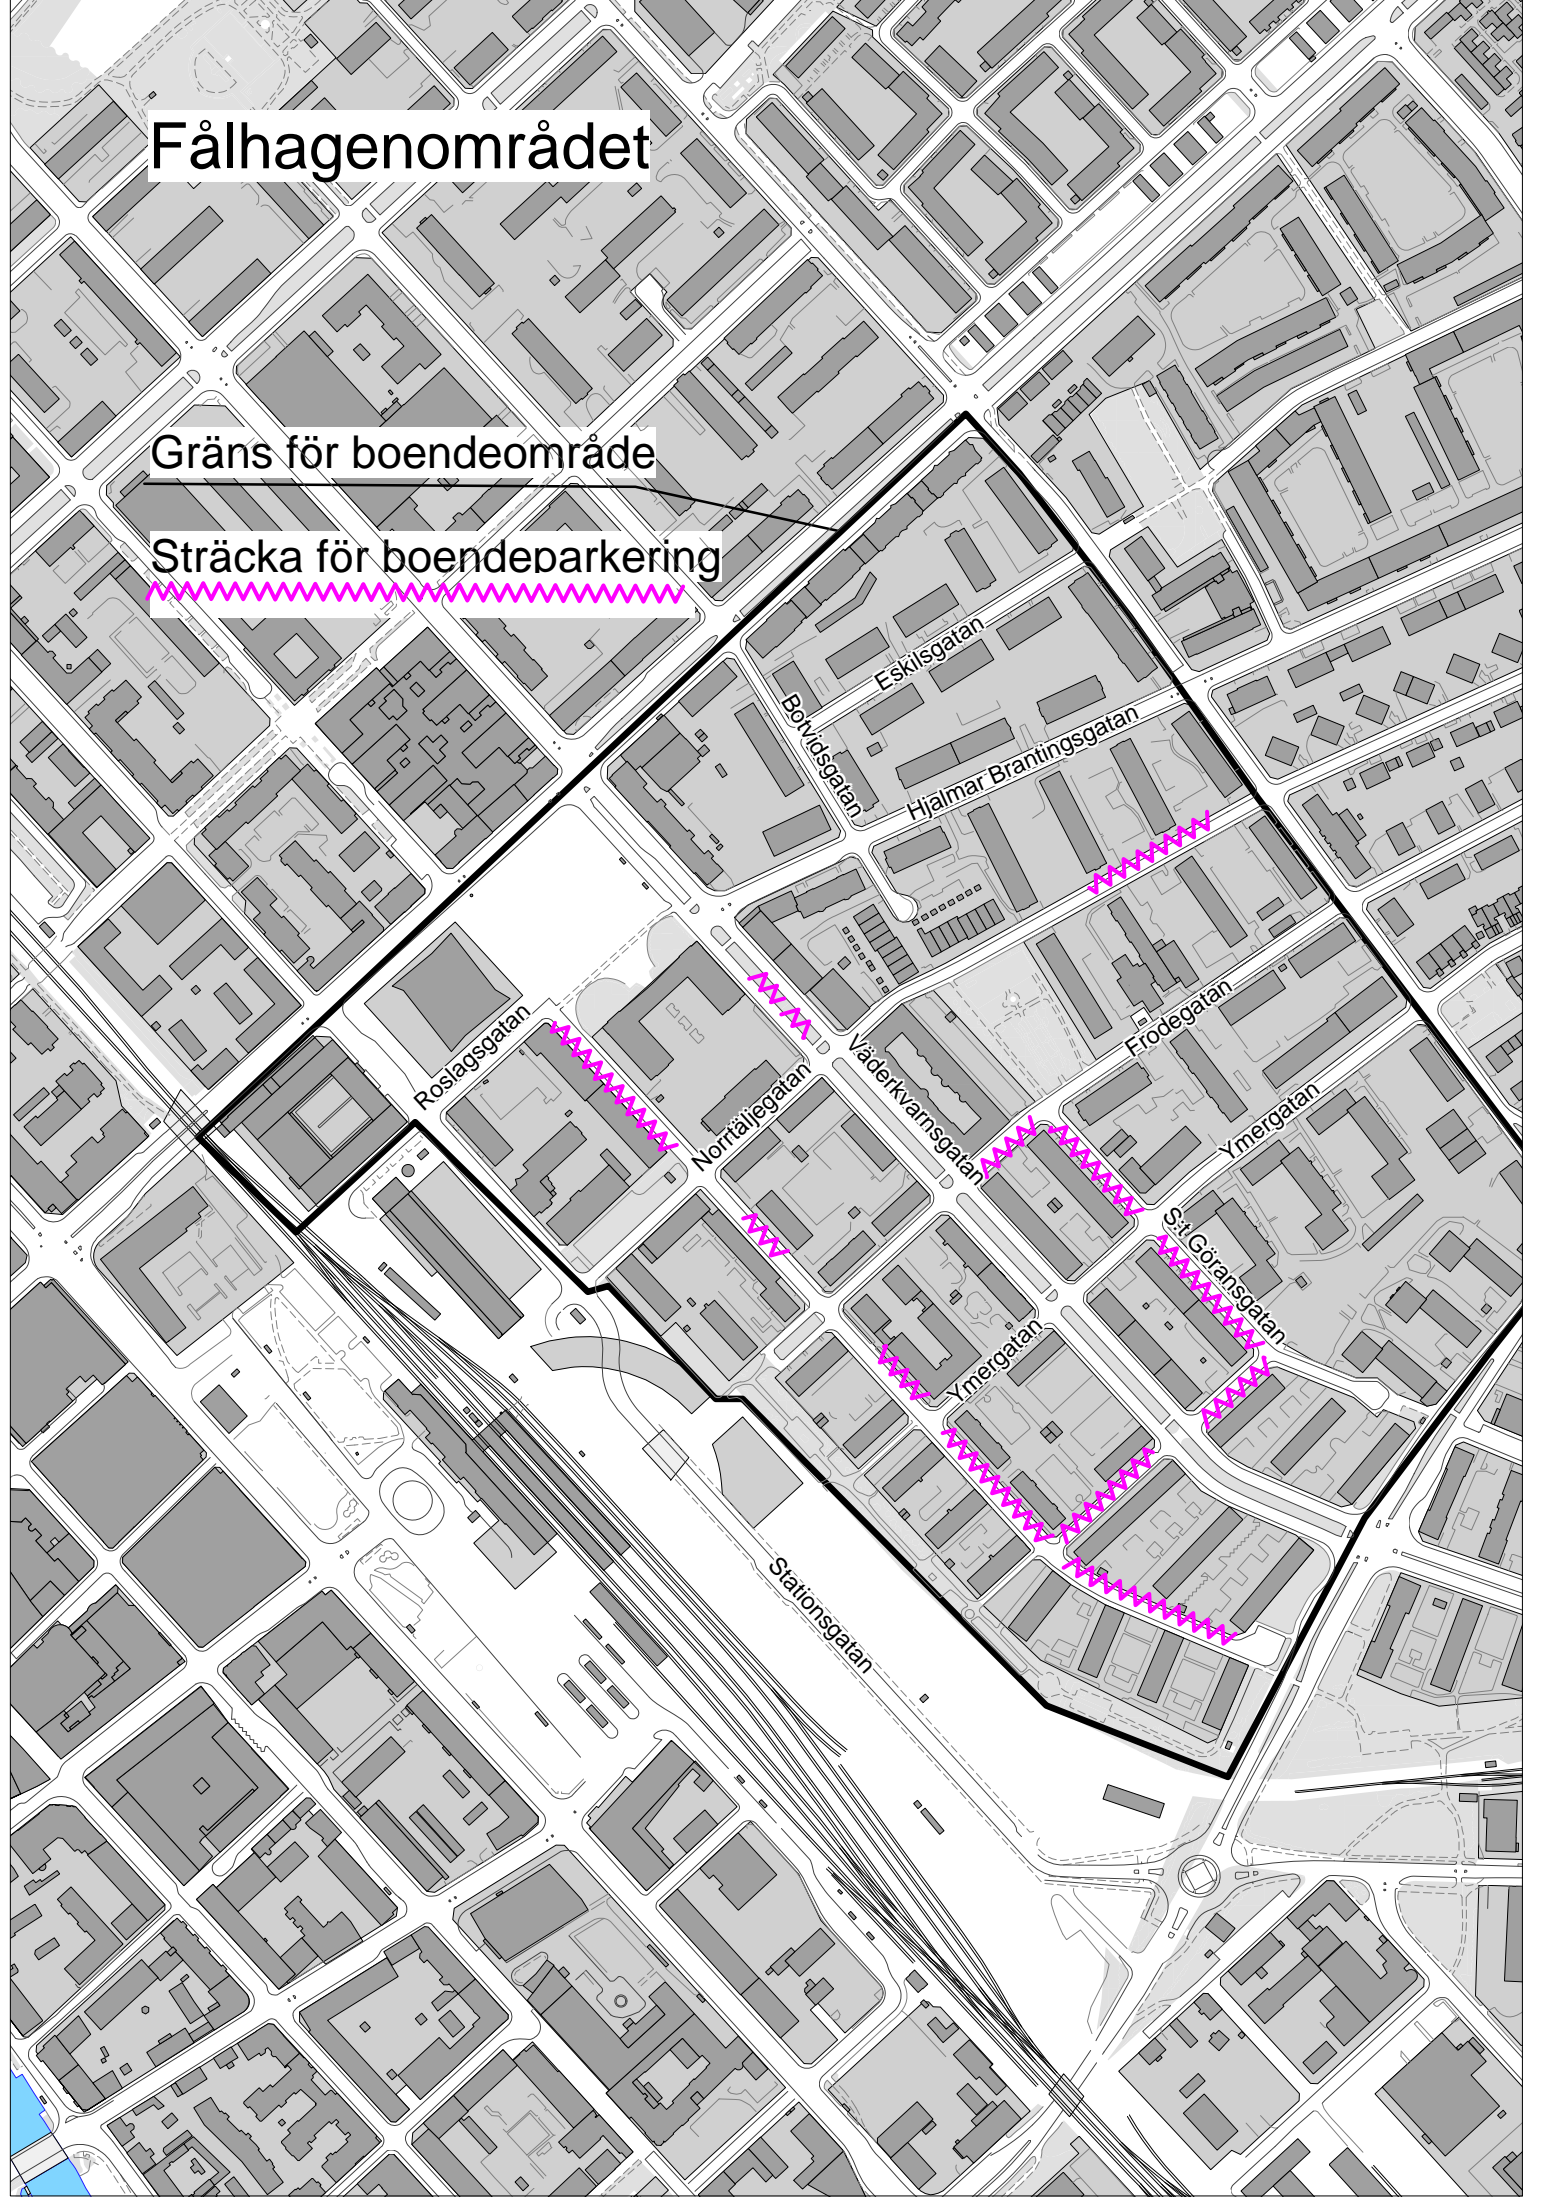 Fålhagenområdet
Gräns för boendeområde
Sträcka för boendeparkering
Eskilsgatan
Botvidsgatan
Hjalmar Brantingsgatan
Roslagsgatan
Norrtäljegatan
Väderkvarnsgatan
Frodegatan
Ymergatan
S:t Göransgatan
Ymergatan
Stationsgatan